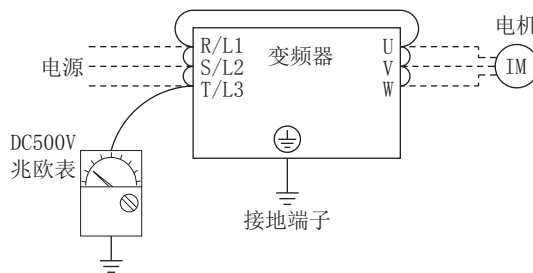 电机
R/L1
U
电源
S/L2
变频器
V
IM
T/L3
W
DC500V
兆欧表
接地端子